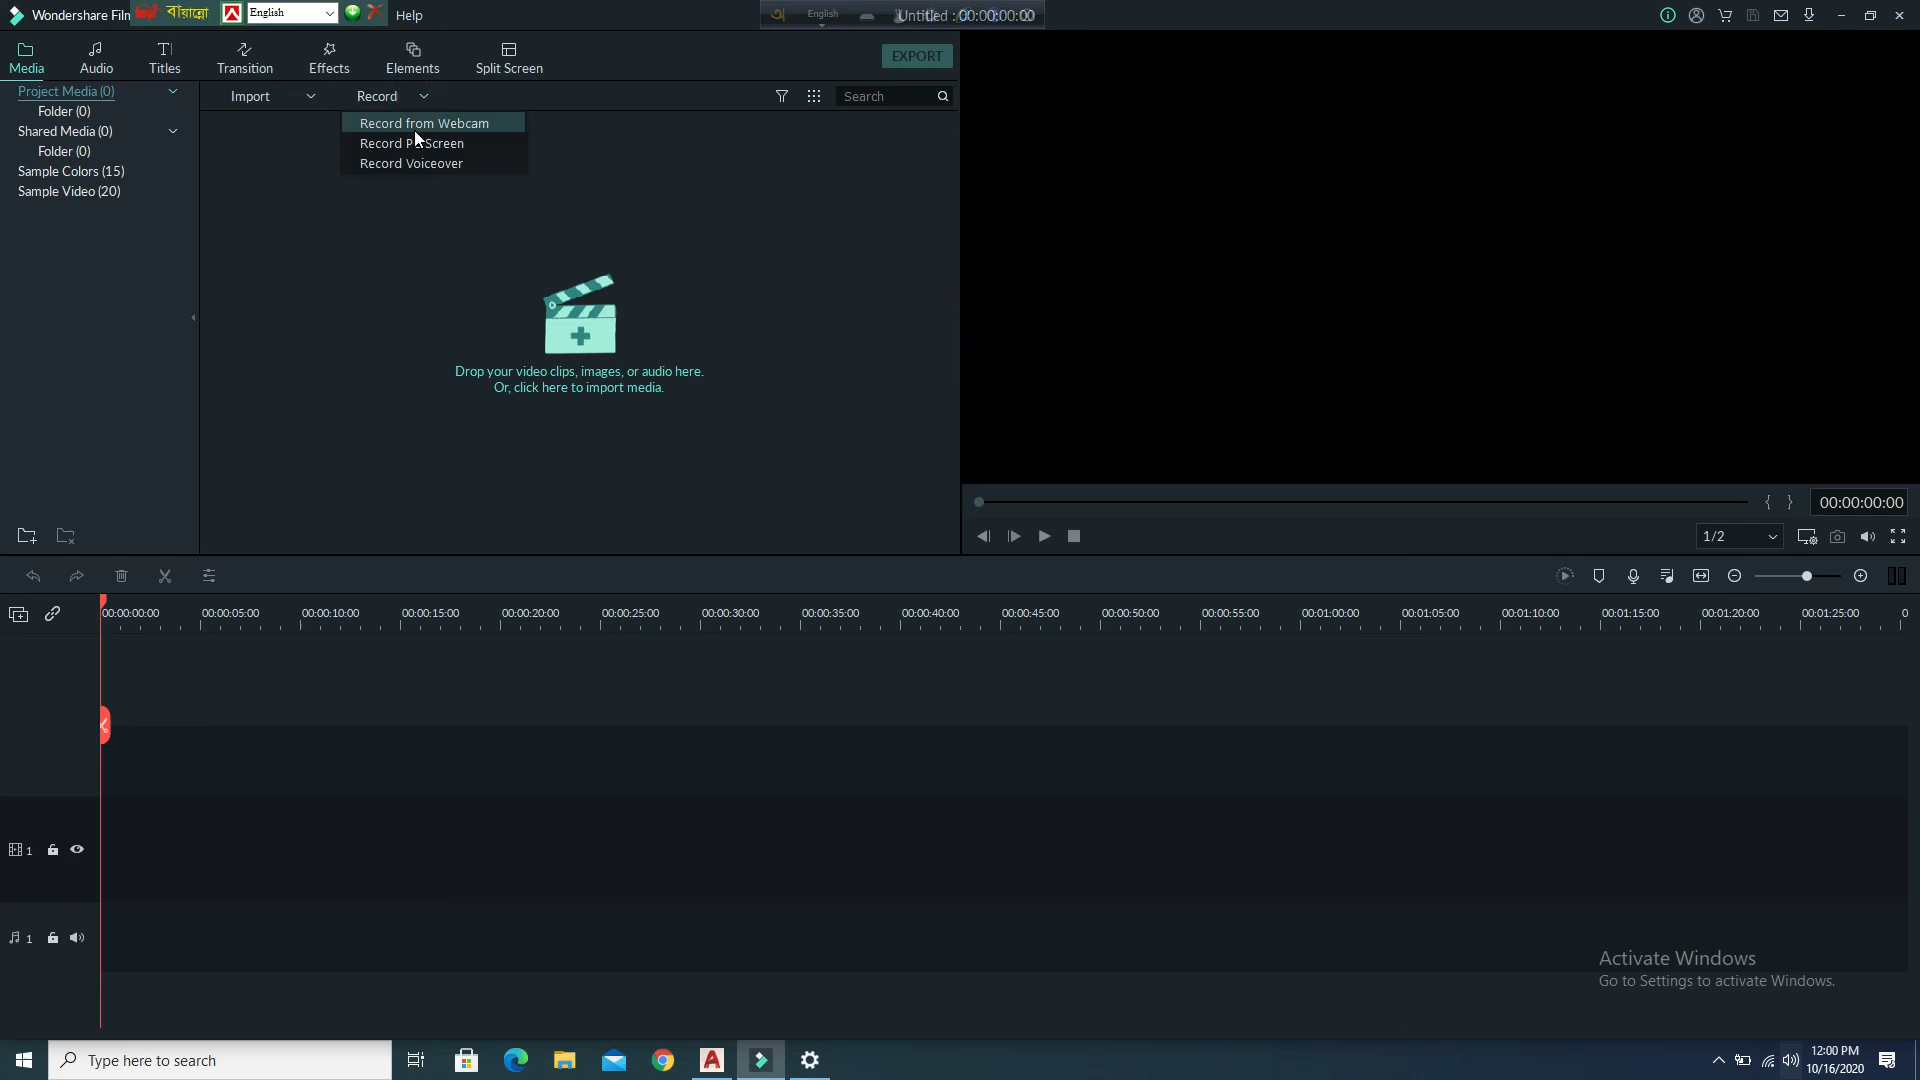 Wondershare Film
বায়ান্নো
English
Help
English
Untitled : 00:00:00:00
Media
Audio
Titles
Transition
Effects
Elements
Split Screen
EXPORT
Project Media (0)
Folder (0)
Shared Media (0)
Folder (0)
Sample Colors (15)
Sample Video (20)
Import
Record
Search
Record from Webcam
Record PC Screen
Record Voiceover
Drop your video clips, images, or audio here.
Or, click here to import media.
00:00:00:00
1/2
00:00:00:00 00:00:05:00 00:00:10:00 00:00:15:00 00:00:20:00 00:00:25:00 00:00:30:00 00:00:35:00 00:00:40:00 00:00:45:00 00:00:50:00 00:00:55:00 00:01:00:00 00:01:05:00 00:01:10:00 00:01:15:00 00:01:20:00 00:01:25:00 0
1
1
Activate Windows
Go to Settings to activate Windows.
Type here to search
12:00 PM
10/16/2020